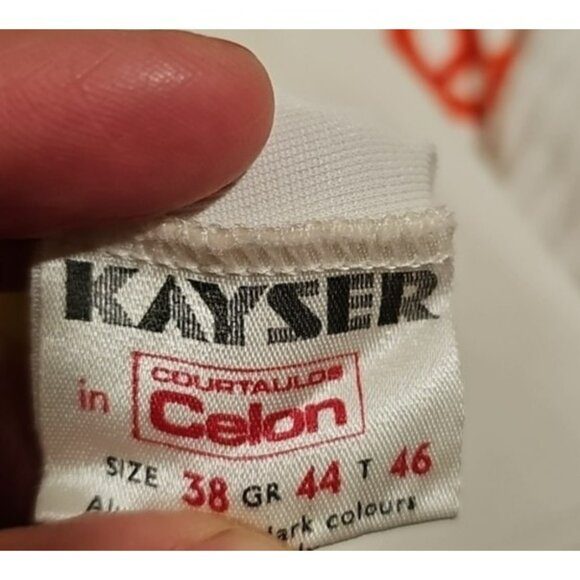 KAYSER
in COURTAULDS
Celon
SIZE 38 GR 44 T 46
dark colours